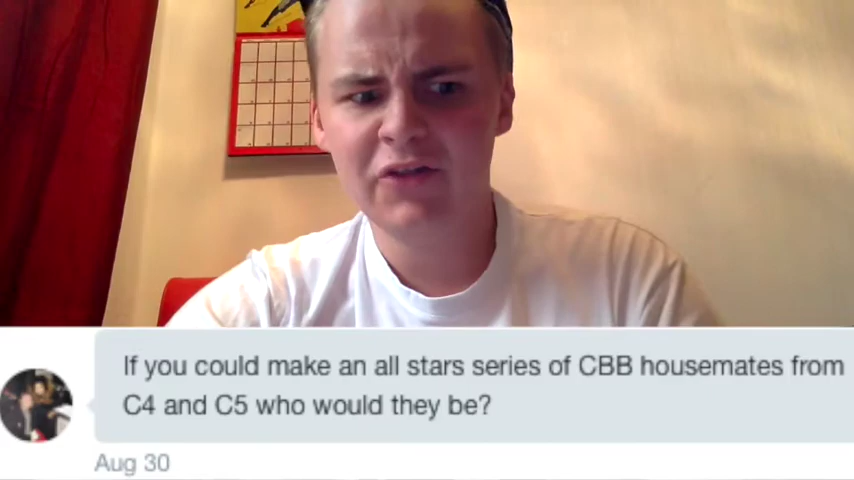 If you could make an all stars series of CBB housemates from
C4 and C5 who would they be?
Aug 30